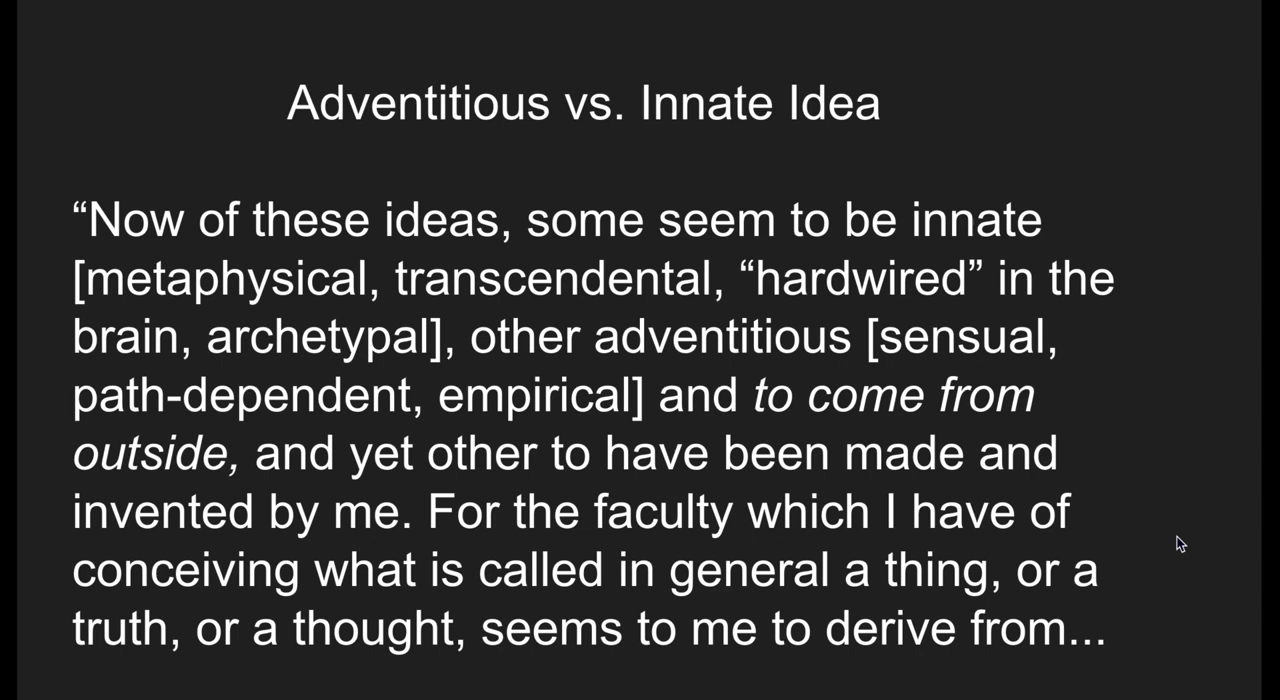 Adventitious vs. Innate Idea
“Now of these ideas, some seem to be innate
[metaphysical, transcendental, “hardwired” in the
brain, archetypal], other adventitious [sensual,
path-dependent, empirical] and to come from
outside, and yet other to have been made and
invented by me. For the faculty which I have of
conceiving what is called in general a thing, or a
truth, or a thought, seems to me to derive from...